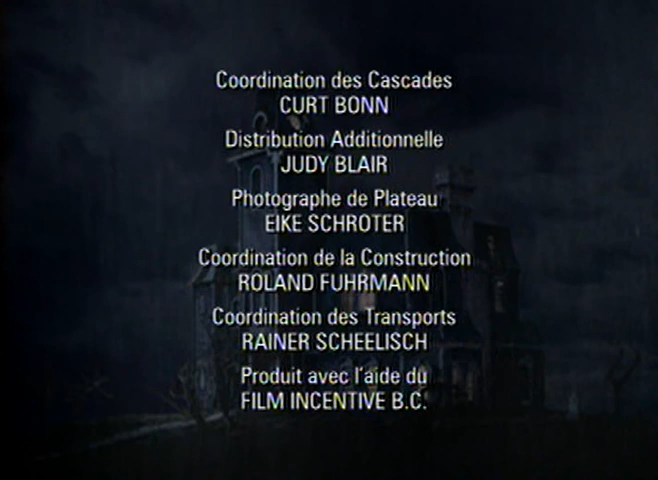 Coordination des Cascades
CURT BONN
Distribution Additionnelle
JUDY BLAIR
Photographe de Plateau
EIKE SCHROTER
Coordination de la Construction
ROLAND FUHRMANN
Coordination des Transports
RAINER SCHEELISCH
Produit avec l'aide du
FILM INCENTIVE B.C.